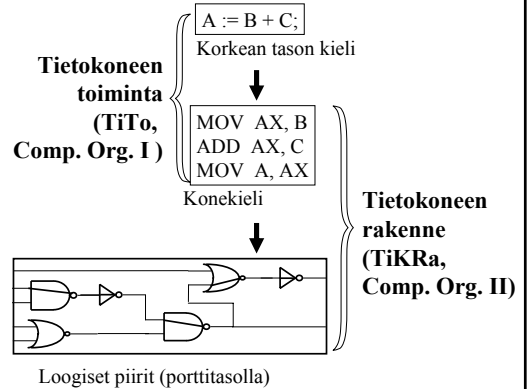 A := B + C;
Korkean tason kieli
Tietokoneen
toiminta
(TiTo,
Comp. Org. I )
MOV AX, B
ADD AX, C
MOV A, AX
Konekieli
Tietokoneen
rakenne
(TiKRa,
Comp. Org. II)
Loogiset piirit (porttitasolla)